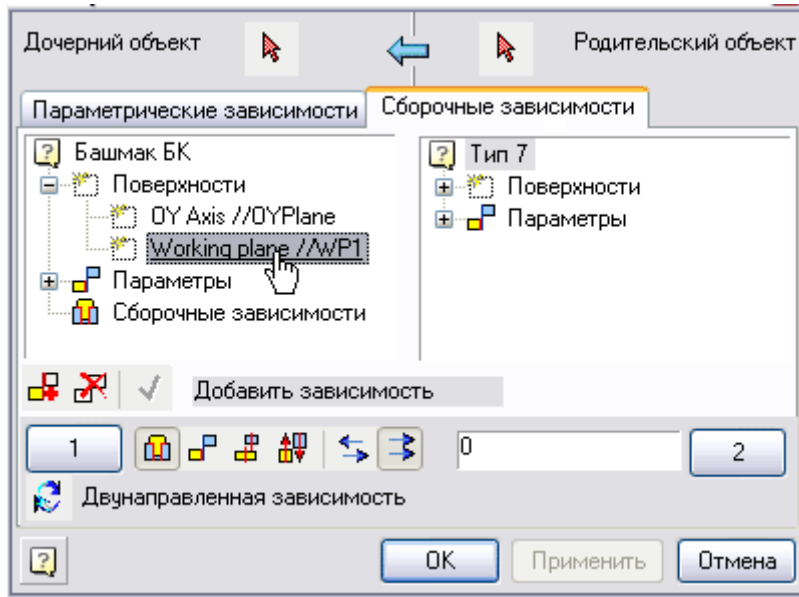 Дочерний объект
Родительский объект
Параметрические зависимости
Сборочные зависимости
Башмак БК
Поверхности
OY Axis //OYPlane
Working plane //WP1
Параметры
Сборочные зависимости
Тип 7
Поверхности
Параметры
Добавить зависимость
1
0
2
Двунаправленная зависимость
ОК
Применить
Отмена